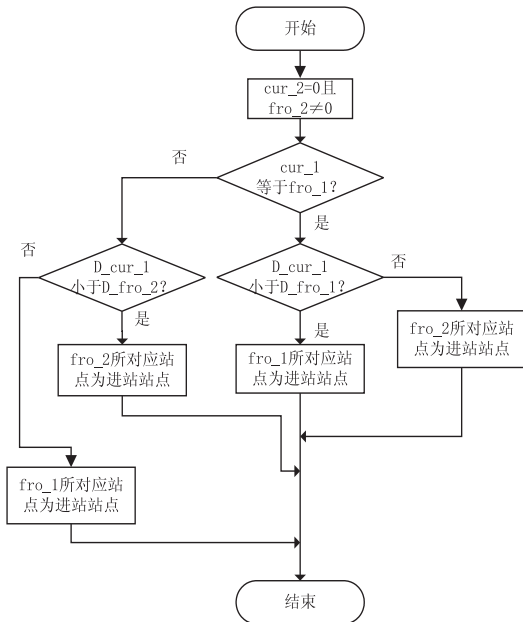 开始
cur_2=0且
fro_2≠0
否
cur_1
等于fro_1?
是
否
D_cur_1
小于D_fro_2?
D_cur_1
小于D_fro_1?
否
是
是
fro_2所对应站
点为进站站点
fro_2所对应站
点为进站站点
fro_1所对应站
点为进站站点
fro_1所对应站
点为进站站点
结束